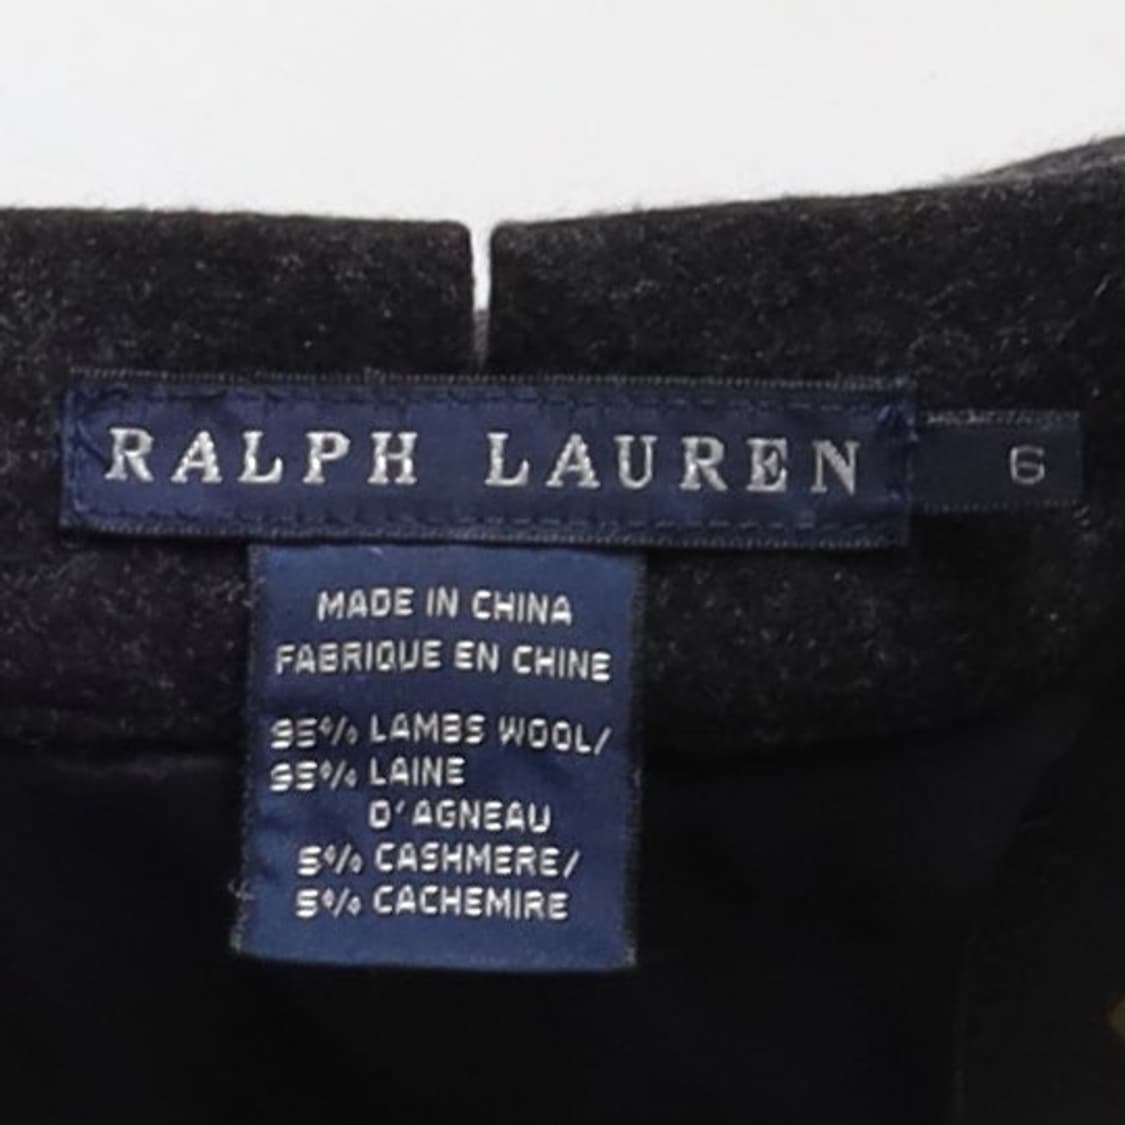 RALPH LAUREN
6
MADE IN CHINA
FABRIQUE EN CHINE
95% LAMBS WOOL/
95% LAINE
D'AGNEAU
5% CASHMERE/
5% CACHEMIRE